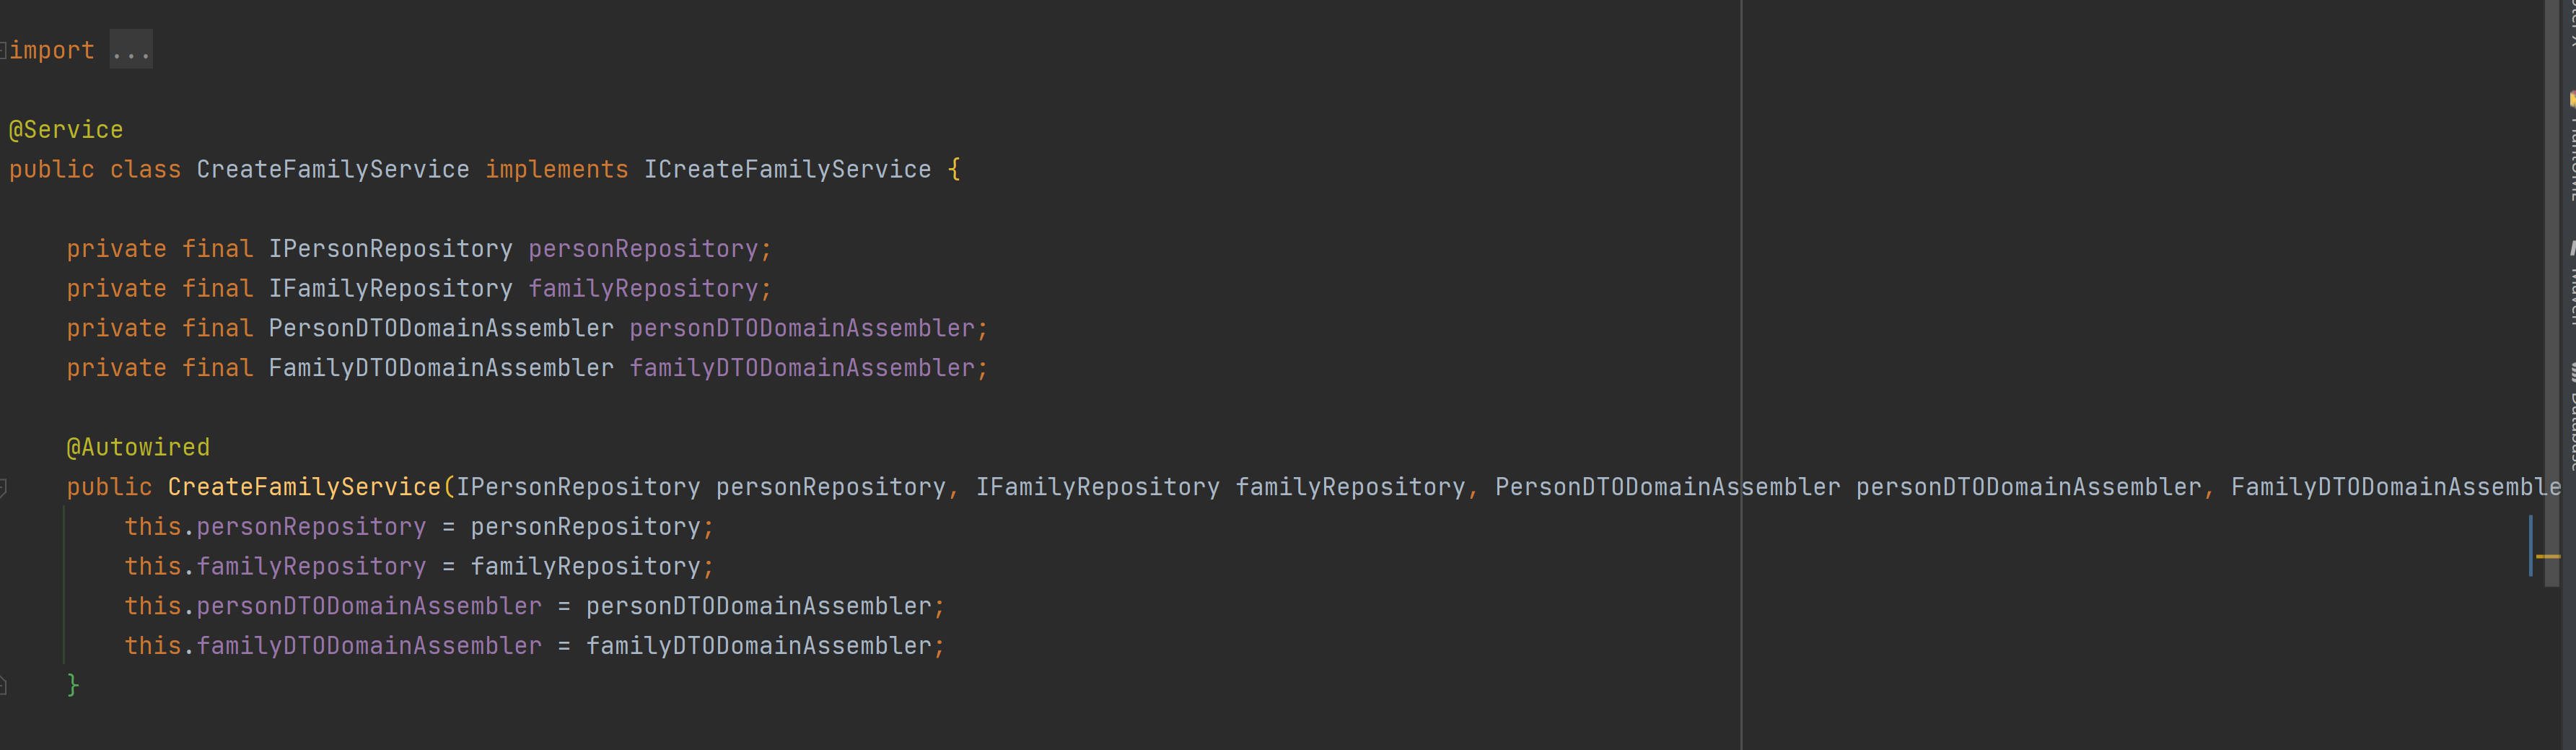 import ...
@Service
public class CreateFamilyService implements ICreateFamilyService {
private final IPersonRepository personRepository;
private final IFamilyRepository familyRepository;
private final PersonDTODomainAssembler personDTODomainAssembler;
private final FamilyDTODomainAssembler familyDTODomainAssembler;
@Autowired
public CreateFamilyService(IPersonRepository personRepository, IFamilyRepository familyRepository, PersonDTODomainAssembler personDTODomainAssembler, FamilyDTODomainAssemble
this.personRepository = personRepository;
this.familyRepository = familyRepository;
this.personDTODomainAssembler = personDTODomainAssembler;
this.familyDTODomainAssembler = familyDTODomainAssembler;
}
Database